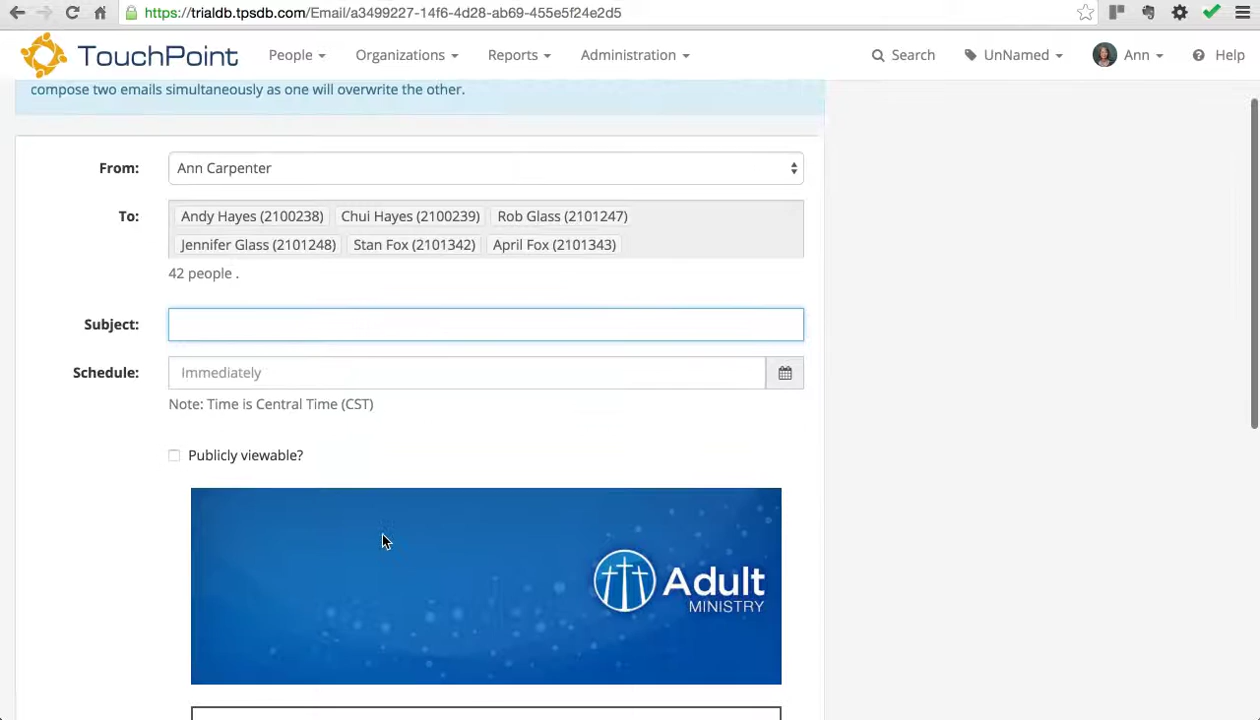 https://trialdb.tpsdb.com/Email/a3499227-14f6-4d28-ab69-455e5f24e2d5
TouchPoint People Organizations Reports Administration Search UnNamed Ann Help
compose two emails simultaneously as one will overwrite the other.
From: Ann Carpenter
To: Andy Hayes (2100238) Chui Hayes (2100239) Rob Glass (2101247)
Jennifer Glass (2101248) Stan Fox (2101342) April Fox (2101343)
42 people .
Subject:
Schedule: Immediately
Note: Time is Central Time (CST)
Publicly viewable?
Adult
MINISTRY